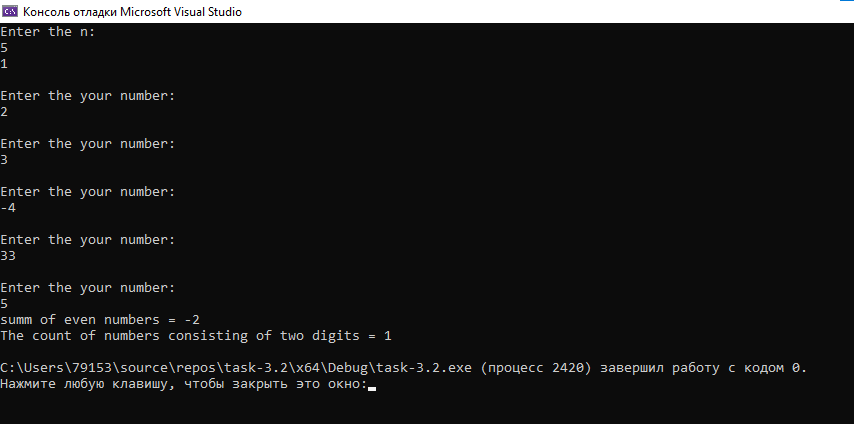 Консоль отладки Microsoft Visual Studio
Enter the n:
5
1
Enter the your number:
2
Enter the your number:
3
Enter the your number:
-4
Enter the your number:
33
Enter the your number:
5
summ of even numbers = -2
The count of numbers consisting of two digits = 1
C:\Users\79153\source\repos\task-3.2\x64\Debug\task-3.2.exe (процесс 2420) завершил работу с кодом 0.
Нажмите любую клавишу, чтобы закрыть это окно: